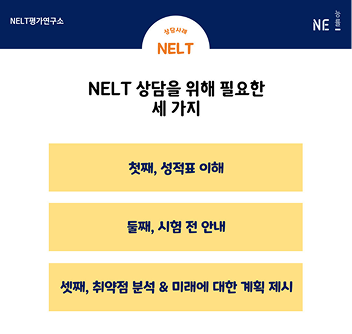 NELT평가연구소
상담사례
NELT
NE 능률
NELT 상담을 위해 필요한
세 가지
첫째, 성적표 이해
둘째, 시험 전 안내
셋째, 취약점 분석 & 미래에 대한 계획 제시